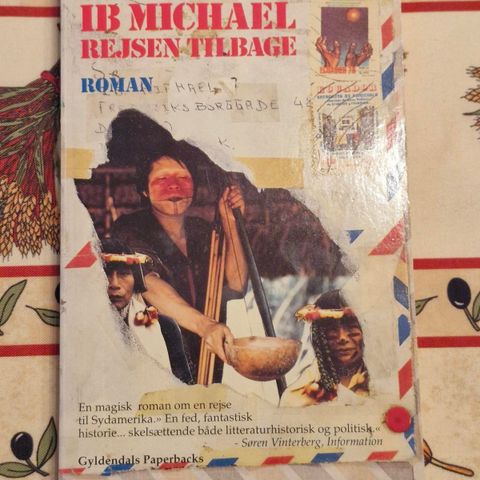 IB MICHAEL
REJSEN TILBAGE
ROMAN
ECUADOR
En magisk roman om en rejse
til Sydamerika.» En fed, fantastisk
historie... skelsættende både litteraturhistorisk og politisk.«
- Søren Vinterberg, Information
Gyldendals Paperbacks